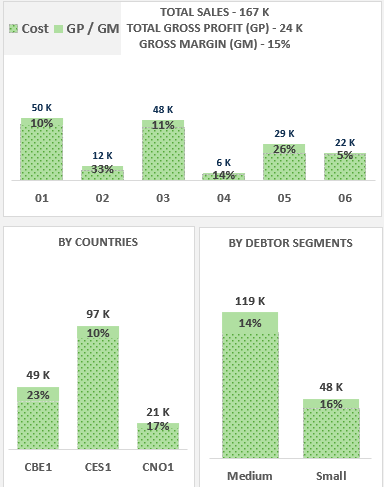 Cost GP / GM
TOTAL SALES - 167 K
TOTAL GROSS PROFIT (GP) - 24 K
GROSS MARGIN (GM) - 15%
50 K 12 K 48 K 6 K 29 K 22 K
10% 33% 11% 14% 26% 5%
01 02 03 04 05 06
BY COUNTRIES
49 K 97 K 21 K
23% 10% 17%
CBE1 CES1 CNO1
BY DEBTOR SEGMENTS
119 K 48 K
14% 16%
Medium Small